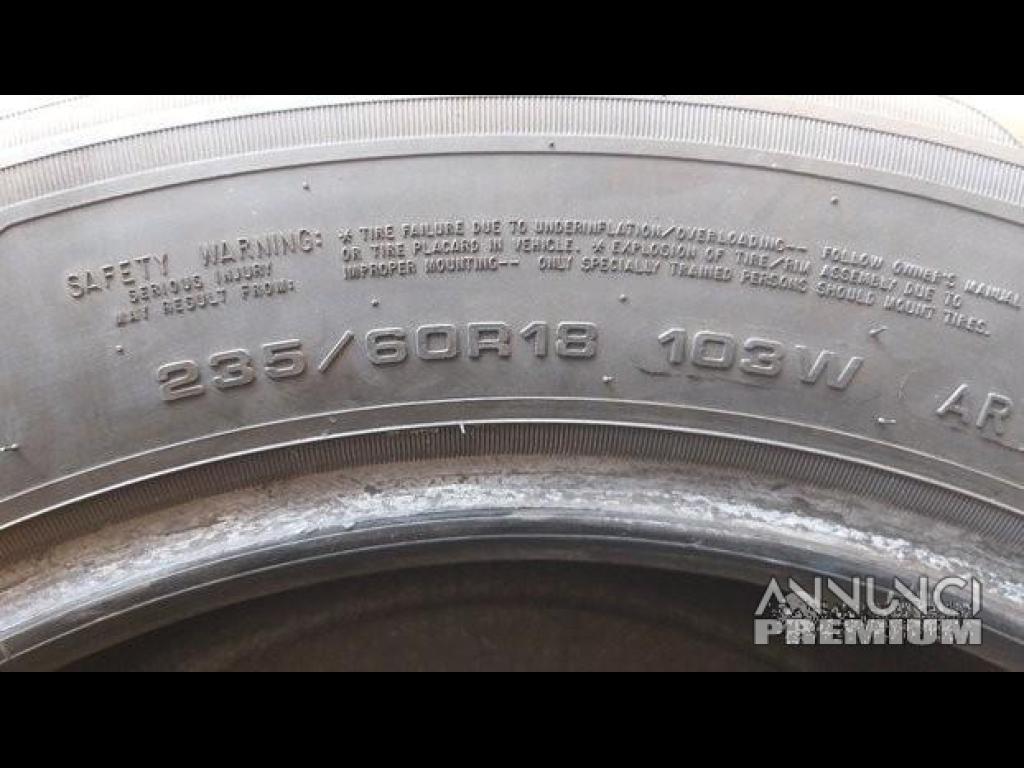 SAFETY WARNING:
SERIOUS INJURY
MAY RESULT FROM:
* TIRE FAILURE DUE TO UNDERINFLATION/OVERLOADING-- FOLLOW OWNER'S MANUAL
OR TIRE PLACARD IN VEHICLE. * EXPLOSION OF TIRE/RIM ASSEMBLY DUE TO
IMPROPER MOUNTING-- ONLY SPECIALLY TRAINED PERSONS SHOULD MOUNT TIRES.
235/60R18 103W
AR
ANNUNCI
PREMIUM